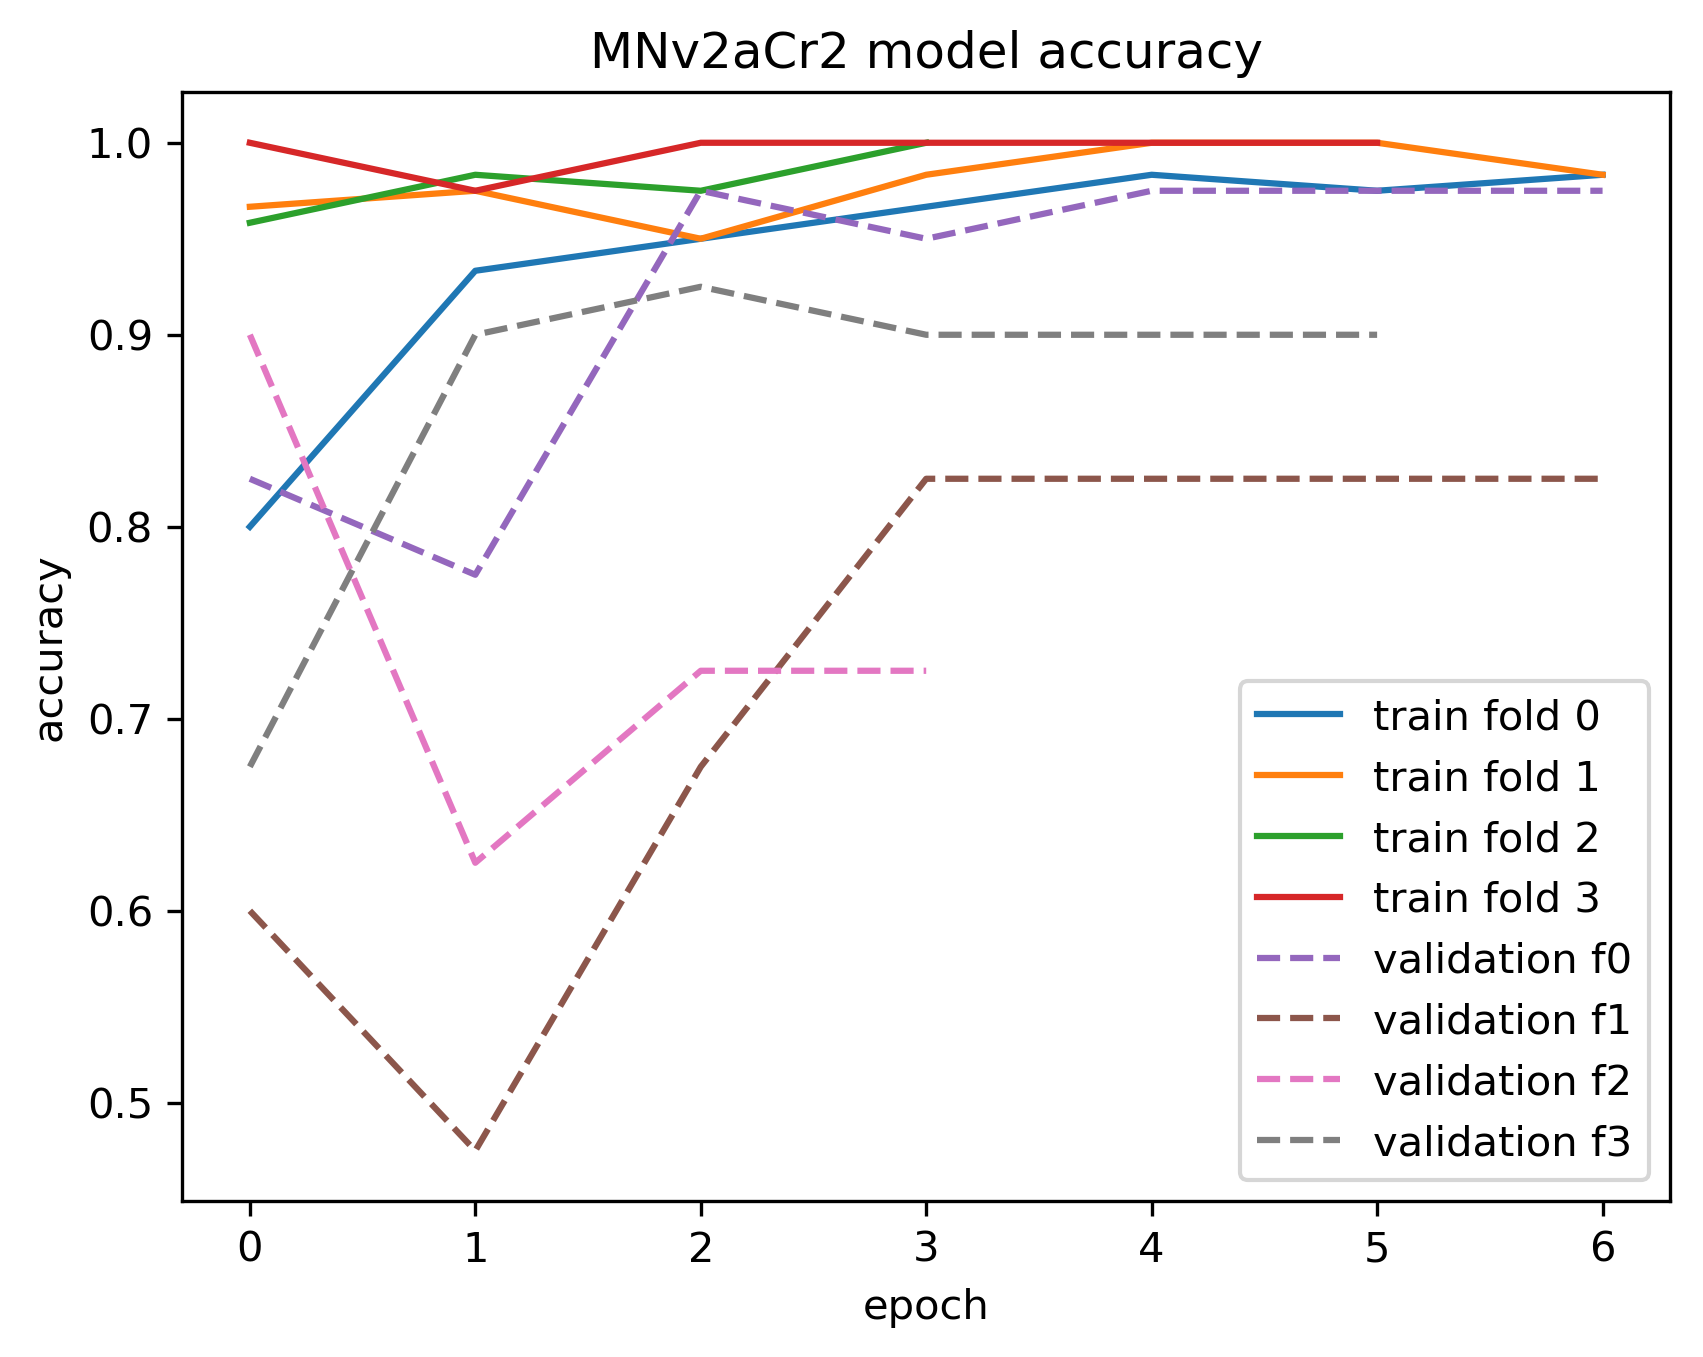 MNv2aCr2 model accuracy
1.0
0.9
0.8
0.7
0.6
0.5
accuracy
0 1 2 3 4 5 6
epoch
train fold 0
train fold 1
train fold 2
train fold 3
validation f0
validation f1
validation f2
validation f3